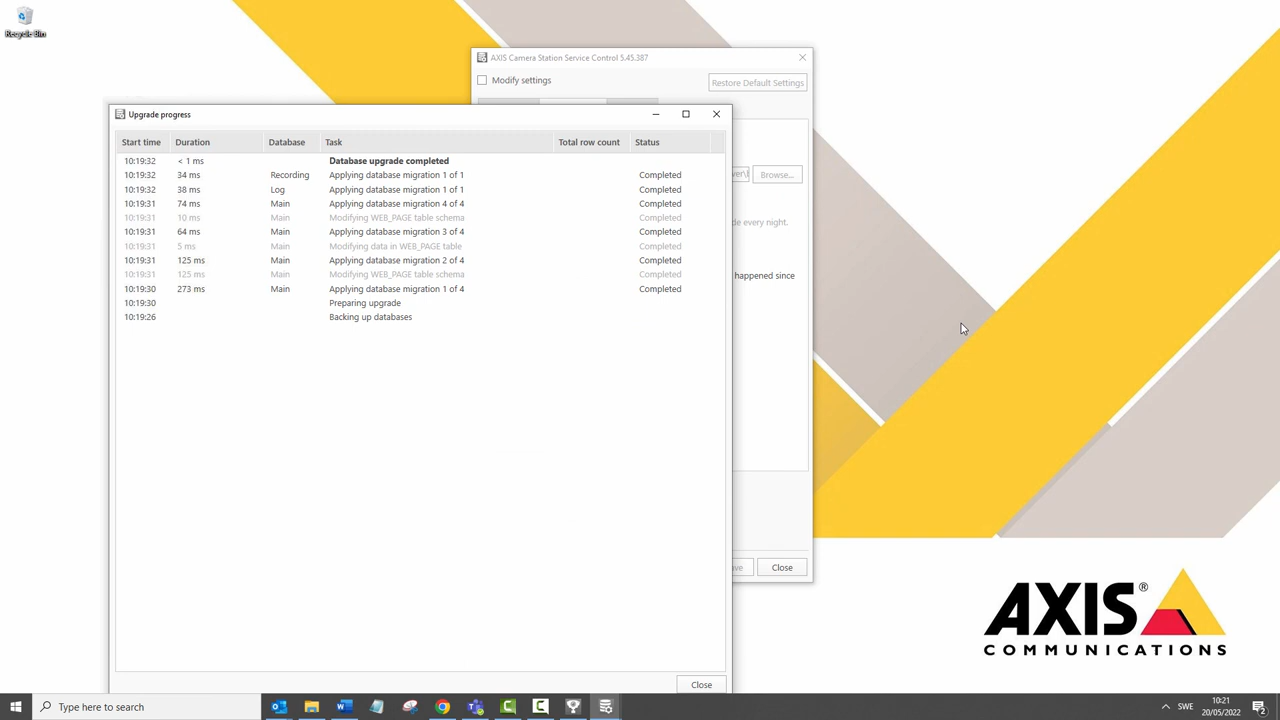 Recycle Bin
AXIS Camera Station Service Control 5.45.387
Modify settings
Restore Default Settings
Browse...
de every night.
happened since
Close
Upgrade progress
Start time Duration Database Task Total row count Status
10:19:32 < 1 ms Database upgrade completed
10:19:32 34 ms Recording Applying database migration 1 of 1 Completed
10:19:32 38 ms Log Applying database migration 1 of 1 Completed
10:19:31 74 ms Main Applying database migration 4 of 4 Completed
10:19:31 10 ms Main Modifying WEB_PAGE table schema Completed
10:19:31 64 ms Main Applying database migration 3 of 4 Completed
10:19:31 5 ms Main Modifying data in WEB_PAGE table Completed
10:19:31 125 ms Main Applying database migration 2 of 4 Completed
10:19:31 125 ms Main Modifying WEB_PAGE table schema Completed
10:19:30 273 ms Main Applying database migration 1 of 4 Completed
10:19:30 Preparing upgrade
10:19:26 Backing up databases
Close
AXIS®
COMMUNICATIONS
Type here to search
SWE
10:21
20/05/2022
2